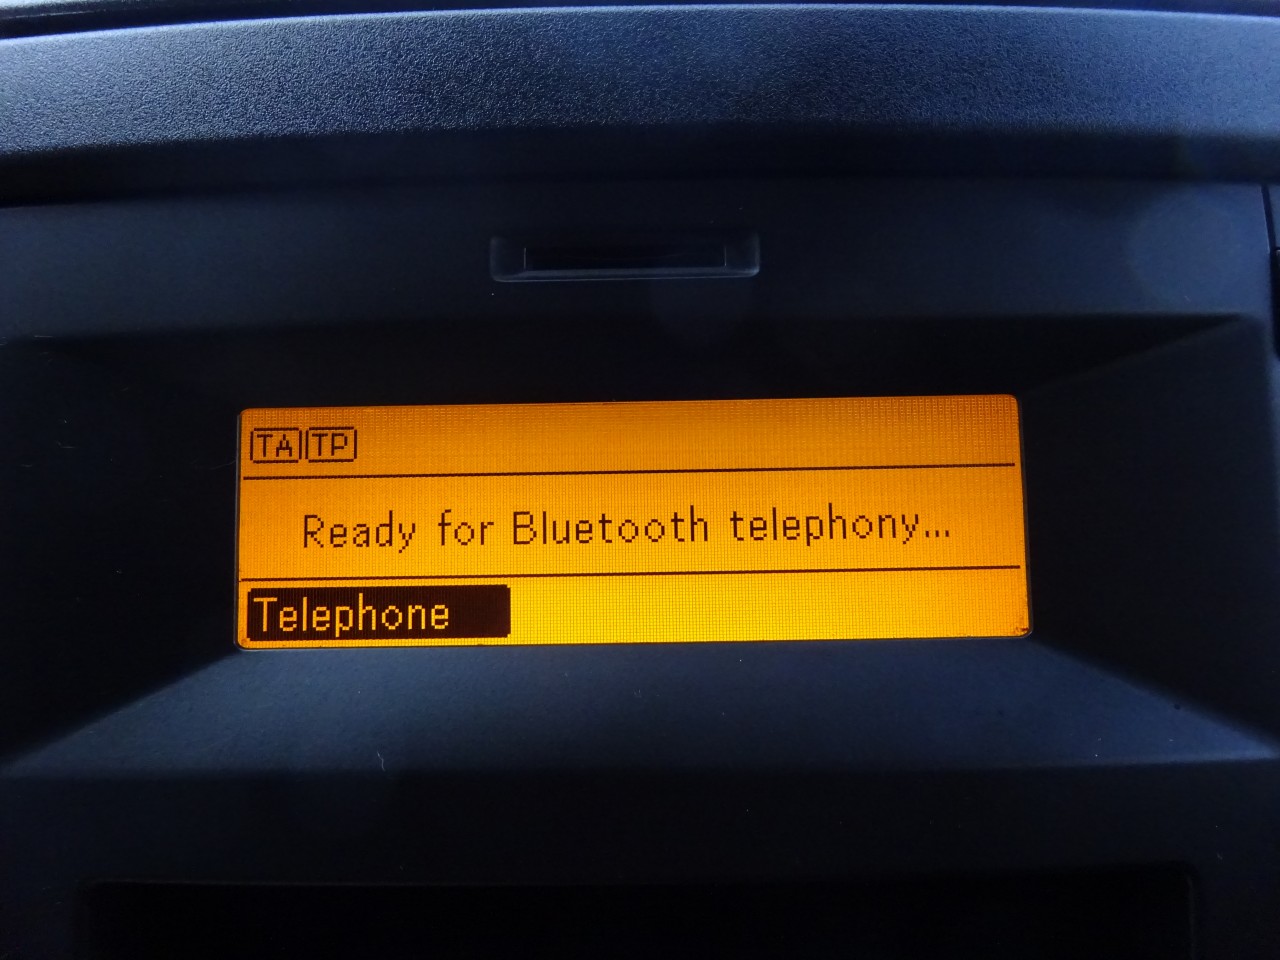 TA TP
Ready for Bluetooth telephony...
Telephone